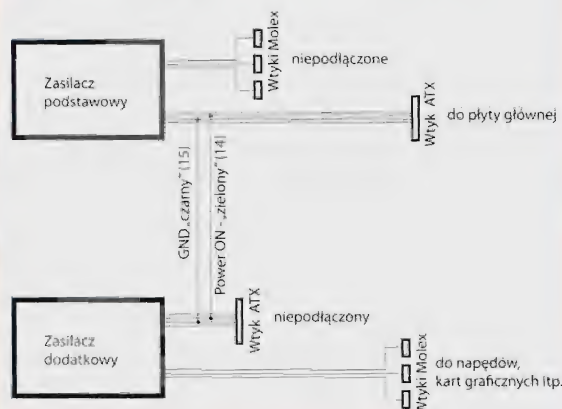 Zasilacz
podstawowy
Wtyki Molex
niepodłączone
Wtyk ATX
do płyty głównej
GND „czarny" (15)
Power ON - „zielony" (14)
Zasilacz
dodatkowy
Wtyk ATX
niepodłączony
Wtyki Molex
do napędów,
kart graficznych itp.